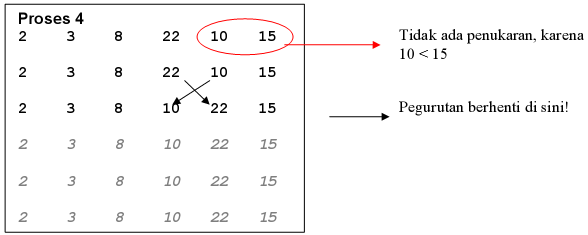 Proses 4
2 3 8 22 10 15
Tidak ada penukaran, karena
10 < 15
2 3 8 22 10 15
2 3 8 10 22 15
Pegurutan berhenti di sini!
2 3 8 10 22 15
2 3 8 10 22 15
2 3 8 10 22 15